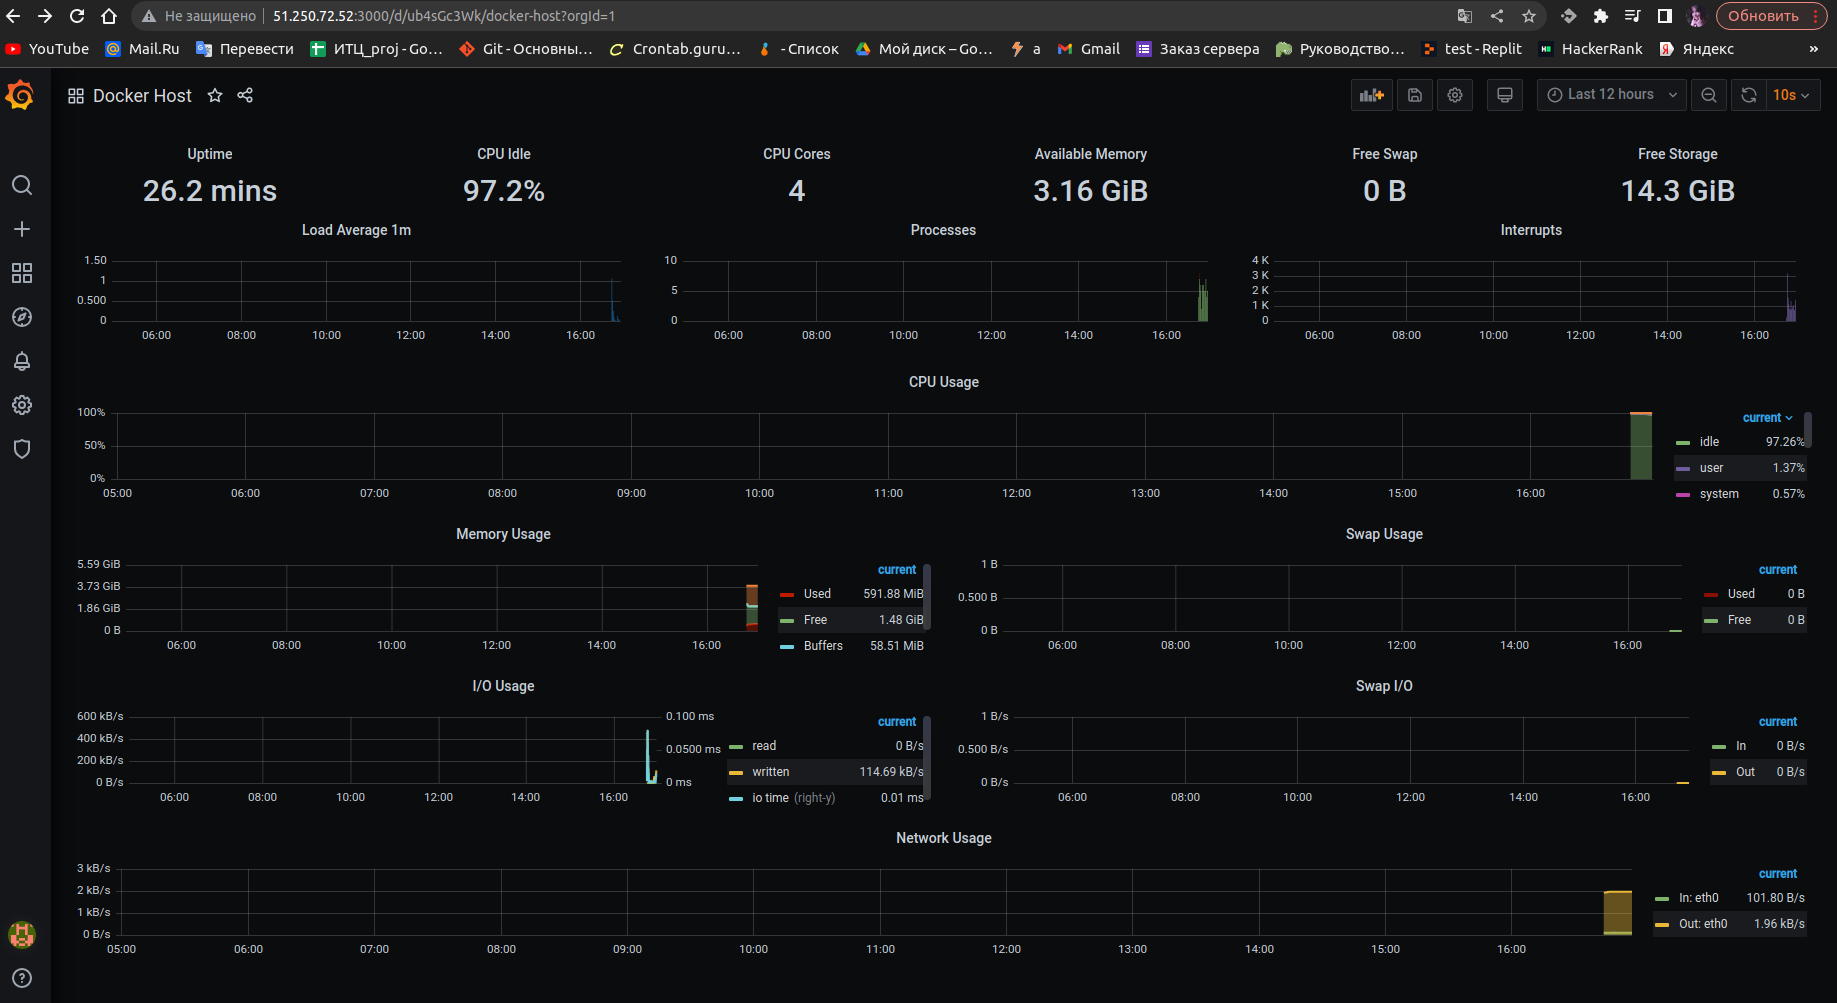 Не защищено 51.250.72.52:3000/d/ub4sGc3Wk/docker-host?orgId=1 Обновить
YouTube Mail.Ru Перевести ИТЦ_proj - Go... Git - Основны... Crontab.guru... - Список Мой диск – Go... a Gmail Заказ сервера Руководство... test - Replit HackerRank Яндекс »
Docker Host Last 12 hours 10s
Uptime CPU Idle CPU Cores Available Memory Free Swap Free Storage
26.2 mins 97.2% 4 3.16 GiB 0 B 14.3 GiB
Load Average 1m
1.50
1
0.500
0
06:00 08:00 10:00 12:00 14:00 16:00
Processes
10
5
0
06:00 08:00 10:00 12:00 14:00 16:00
Interrupts
4 K
3 K
2 K
1 K
0
06:00 08:00 10:00 12:00 14:00 16:00
CPU Usage
100%
50%
0%
05:00 06:00 07:00 08:00 09:00 10:00 11:00 12:00 13:00 14:00 15:00 16:00
current
idle 97.26%
user 1.37%
system 0.57%
Memory Usage
5.59 GiB
3.73 GiB
1.86 GiB
0 B
06:00 08:00 10:00 12:00 14:00 16:00
current
Used 591.88 MiB
Free 1.48 GiB
Buffers 58.51 MiB
Swap Usage
1 B
0.500 B
0 B
06:00 08:00 10:00 12:00 14:00 16:00
current
Used 0 B
Free 0 B
I/O Usage
600 kB/s
400 kB/s
200 kB/s
0 B/s
0.100 ms
0.0500 ms
0 ms
06:00 08:00 10:00 12:00 14:00 16:00
current
read 0 B/s
written 114.69 kB/s
io time (right-y) 0.01 ms
Swap I/O
1 B/s
0.500 B/s
0 B/s
06:00 08:00 10:00 12:00 14:00 16:00
current
In 0 B/s
Out 0 B/s
Network Usage
3 kB/s
2 kB/s
1 kB/s
0 B/s
05:00 06:00 07:00 08:00 09:00 10:00 11:00 12:00 13:00 14:00 15:00 16:00
current
In: eth0 101.80 B/s
Out: eth0 1.96 kB/s